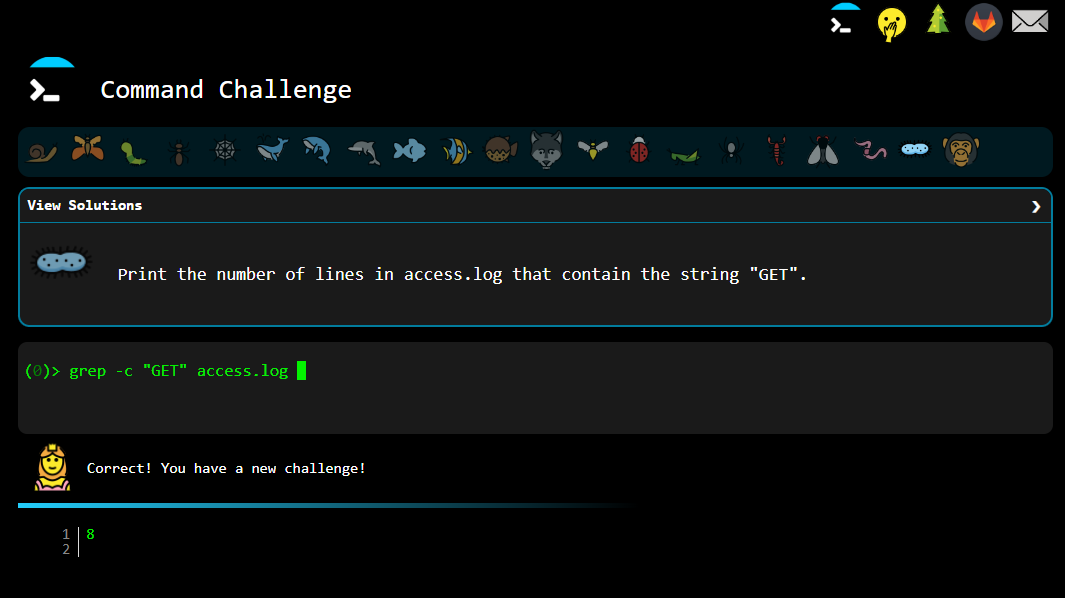 Command Challenge
View Solutions
Print the number of lines in access.log that contain the string "GET".
(0)> grep -c "GET" access.log
Correct! You have a new challenge!
1 8
2